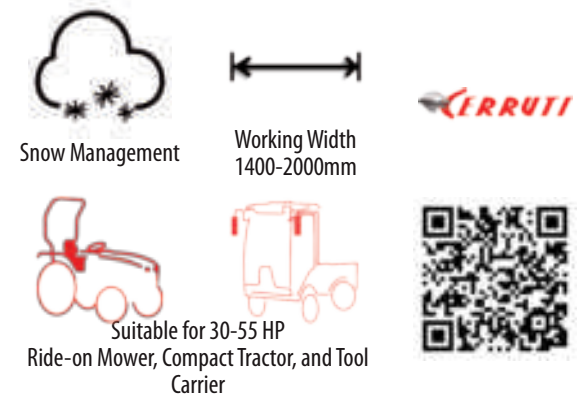 CERRUTI
Snow Management
Working Width
1400-2000mm
Suitable for 30-55 HP
Ride-on Mower, Compact Tractor, and Tool
Carrier